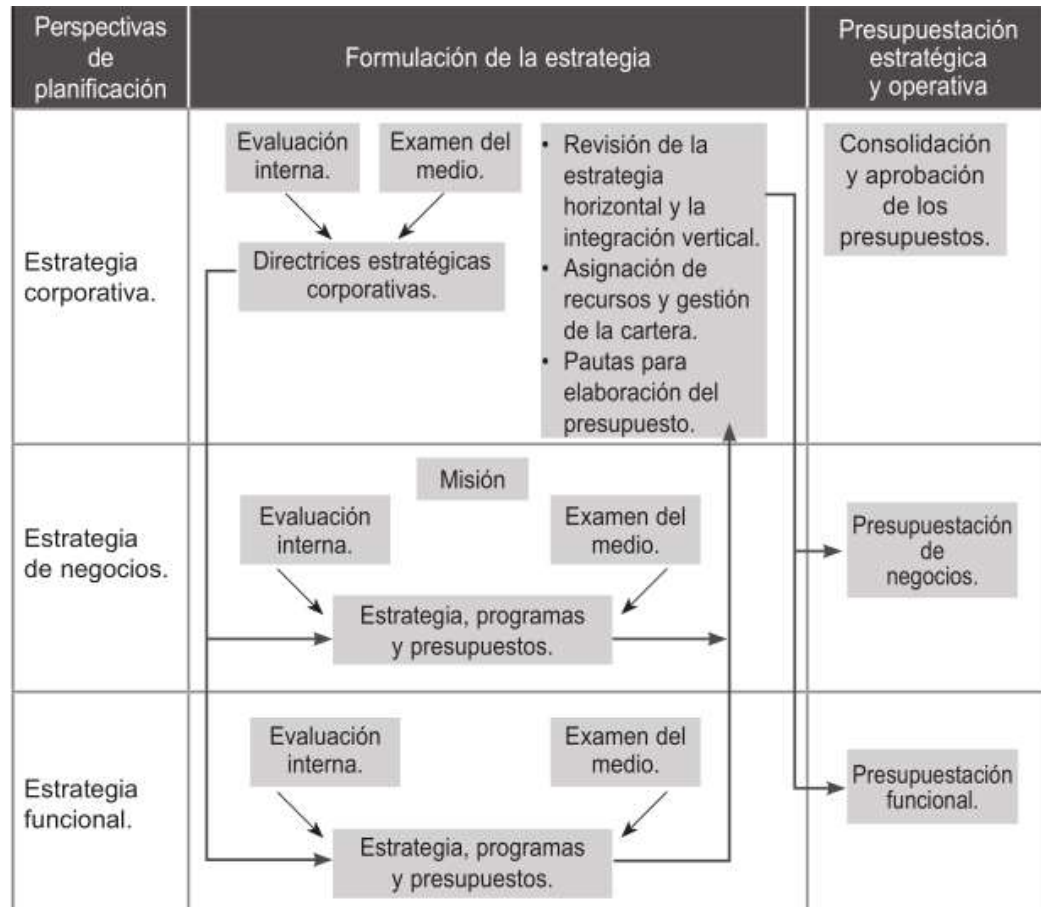 Perspectivas
de
planificación
Formulación de la estrategia
Presupuestación
estratégica
y operativa
Estrategia
corporativa.
Evaluación
interna.
Examen del
medio.
Directrices estratégicas
corporativas.
• Revisión de la
estrategia
horizontal y la
integración vertical.
• Asignación de
recursos y gestión
de la cartera.
• Pautas para
elaboración del
presupuesto.
Consolidación
y aprobación
de los
presupuestos.
Estrategia
de negocios.
Misión
Evaluación
interna.
Examen del
medio.
Estrategia, programas
y presupuestos.
Presupuestación
de
negocios.
Estrategia
funcional.
Evaluación
interna.
Examen del
medio.
Estrategia, programas
y presupuestos.
Presupuestación
funcional.